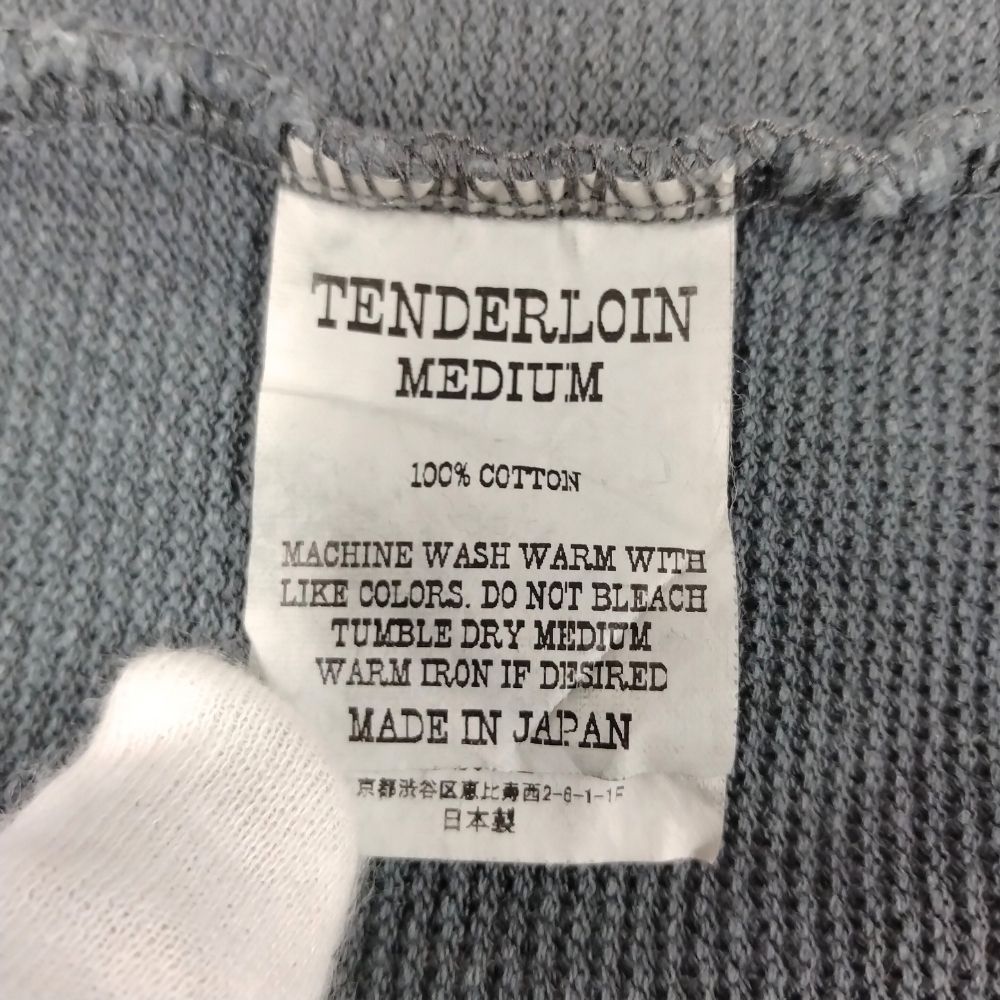 TENDERLOIN
MEDIUM
100% COTTON
MACHINE WASH WARM WITH
LIKE COLORS. DO NOT BLEACH
TUMBLE DRY MEDIUM
WARM IRON IF DESIRED
MADE IN JAPAN
京都渋谷区恵比寿西2-6-1-1F
日本製